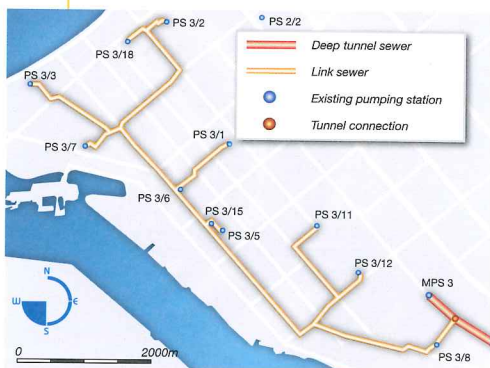 PS 3/2
PS 2/2
PS 3/18
PS 3/3
PS 3/7
PS 3/1
PS 3/6
PS 3/15
PS 3/5
PS 3/11
PS 3/12
MPS 3
PS 3/8
Deep tunnel sewer
Link sewer
Existing pumping station
Tunnel connection
N
W
E
S
0 2000m